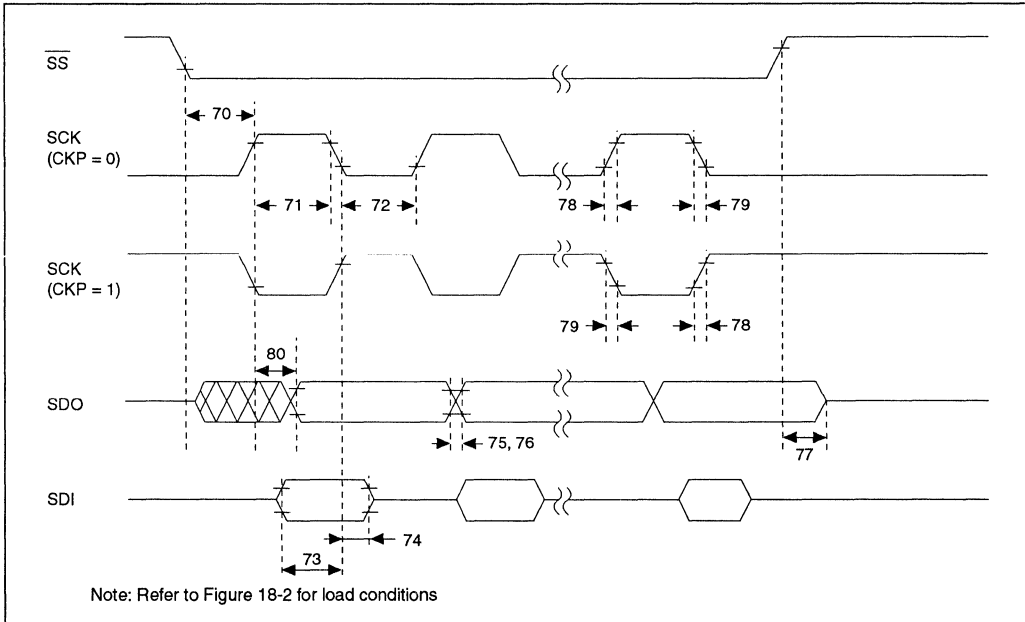 SS
70
SCK
(CKP = 0)
71
72
78
79
SCK
(CKP = 1)
79
78
80
SDO
75, 76
77
SDI
74
73
Note: Refer to Figure 18-2 for load conditions